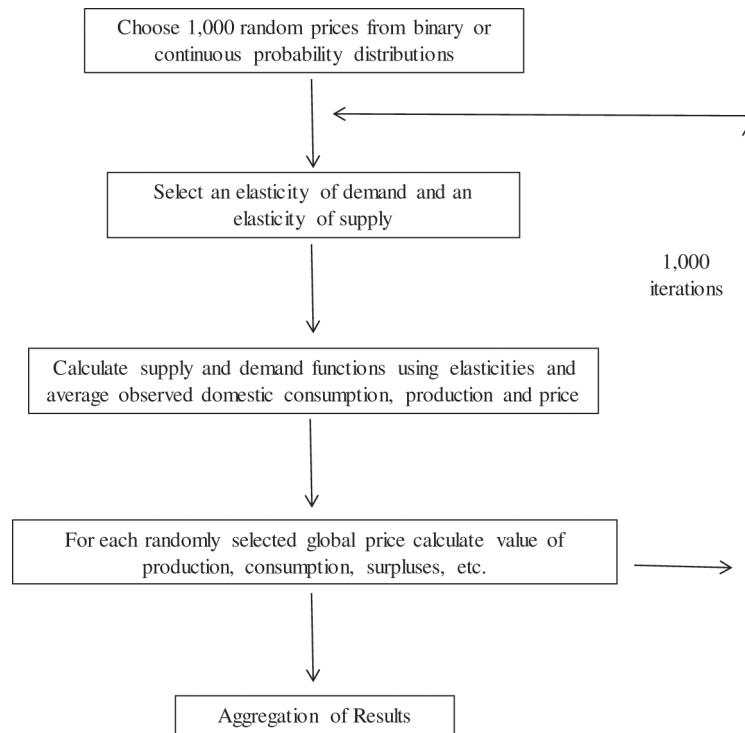 Choose 1,000 random prices from binary or
continuous probability distributions
Select an elasticity of demand and an
elasticity of supply
1,000
iterations
Calculate supply and demand functions using elasticities and
average observed domestic consumption, production and price
For each randomly selected global price calculate value of
production, consumption, surpluses, etc.
Aggregation of Results